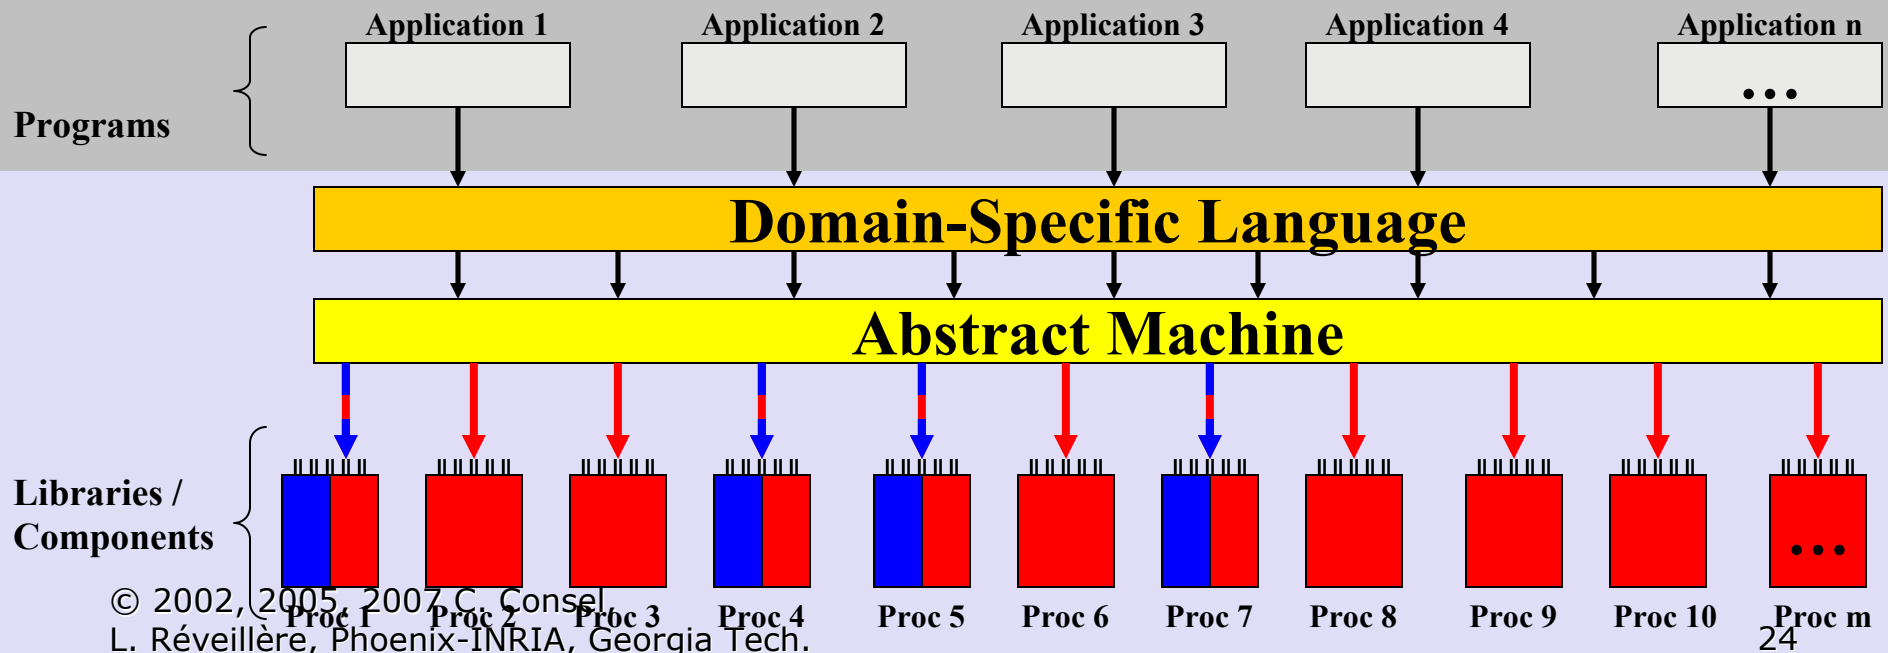 Application 1
Application 2
Application 3
Application 4
Application n
...
Programs
Domain-Specific Language
Abstract Machine
Libraries /
Components
...
Proc 1
Proc 2
Proc 3
Proc 4
Proc 5
Proc 6
Proc 7
Proc 8
Proc 9
Proc 10
Proc m
© 2002, 2005, 2007 C. Consel,
L. Réveillère, Phoenix-INRIA, Georgia Tech.
24